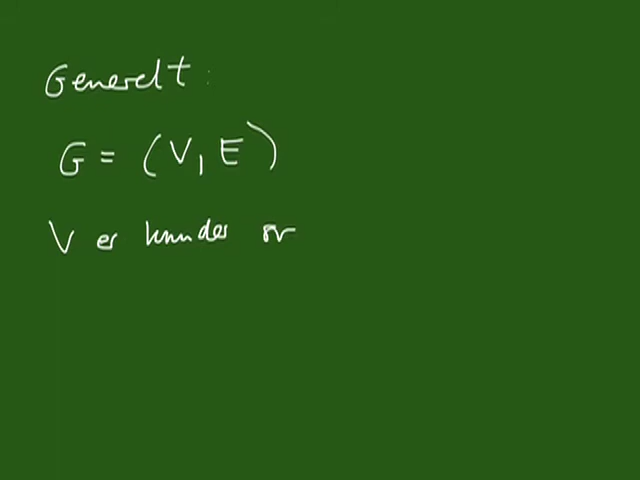 Generelt:
G = (V, E)
V er knuder